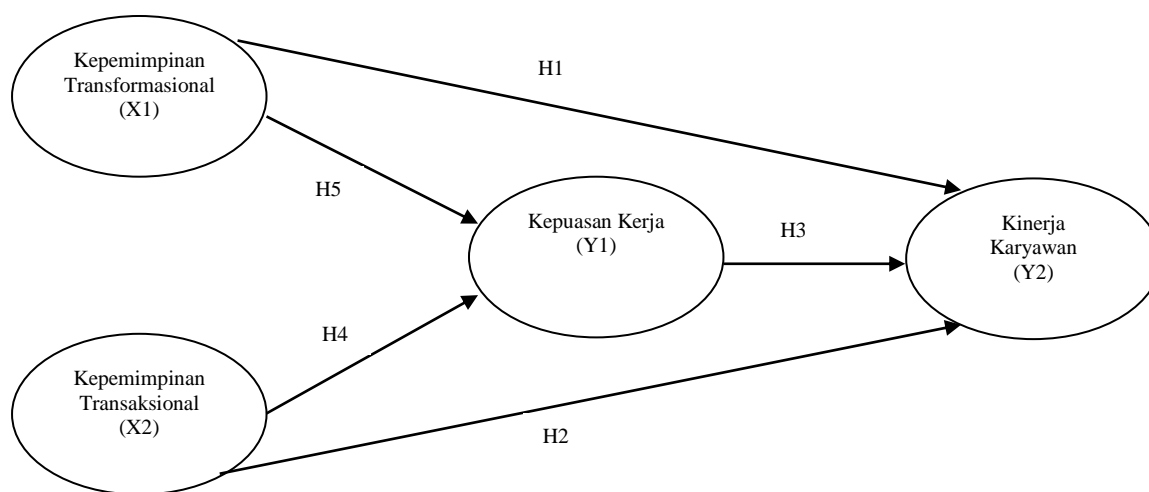 Kepemimpinan
Transformasional
(X1)
H1
H5
Kepuasan Kerja
(Y1)
H3
Kinerja
Karyawan
(Y2)
H4
Kepemimpinan
Transaksional
(X2)
H2